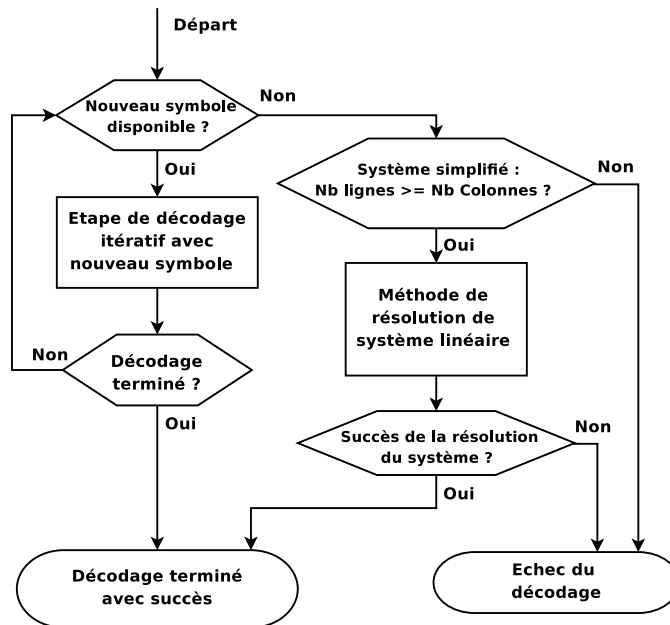 Départ
Nouveau symbole
disponible ?
Non
Oui
Etape de décodage
itératif avec
nouveau symbole
Non
Décodage
terminé ?
Oui
Système simplifié :
Nb lignes >= Nb Colonnes ?
Non
Oui
Méthode de
résolution de
système linéaire
Succès de la résolution
du système ?
Non
Oui
Décodage terminé
avec succès
Echec du
décodage